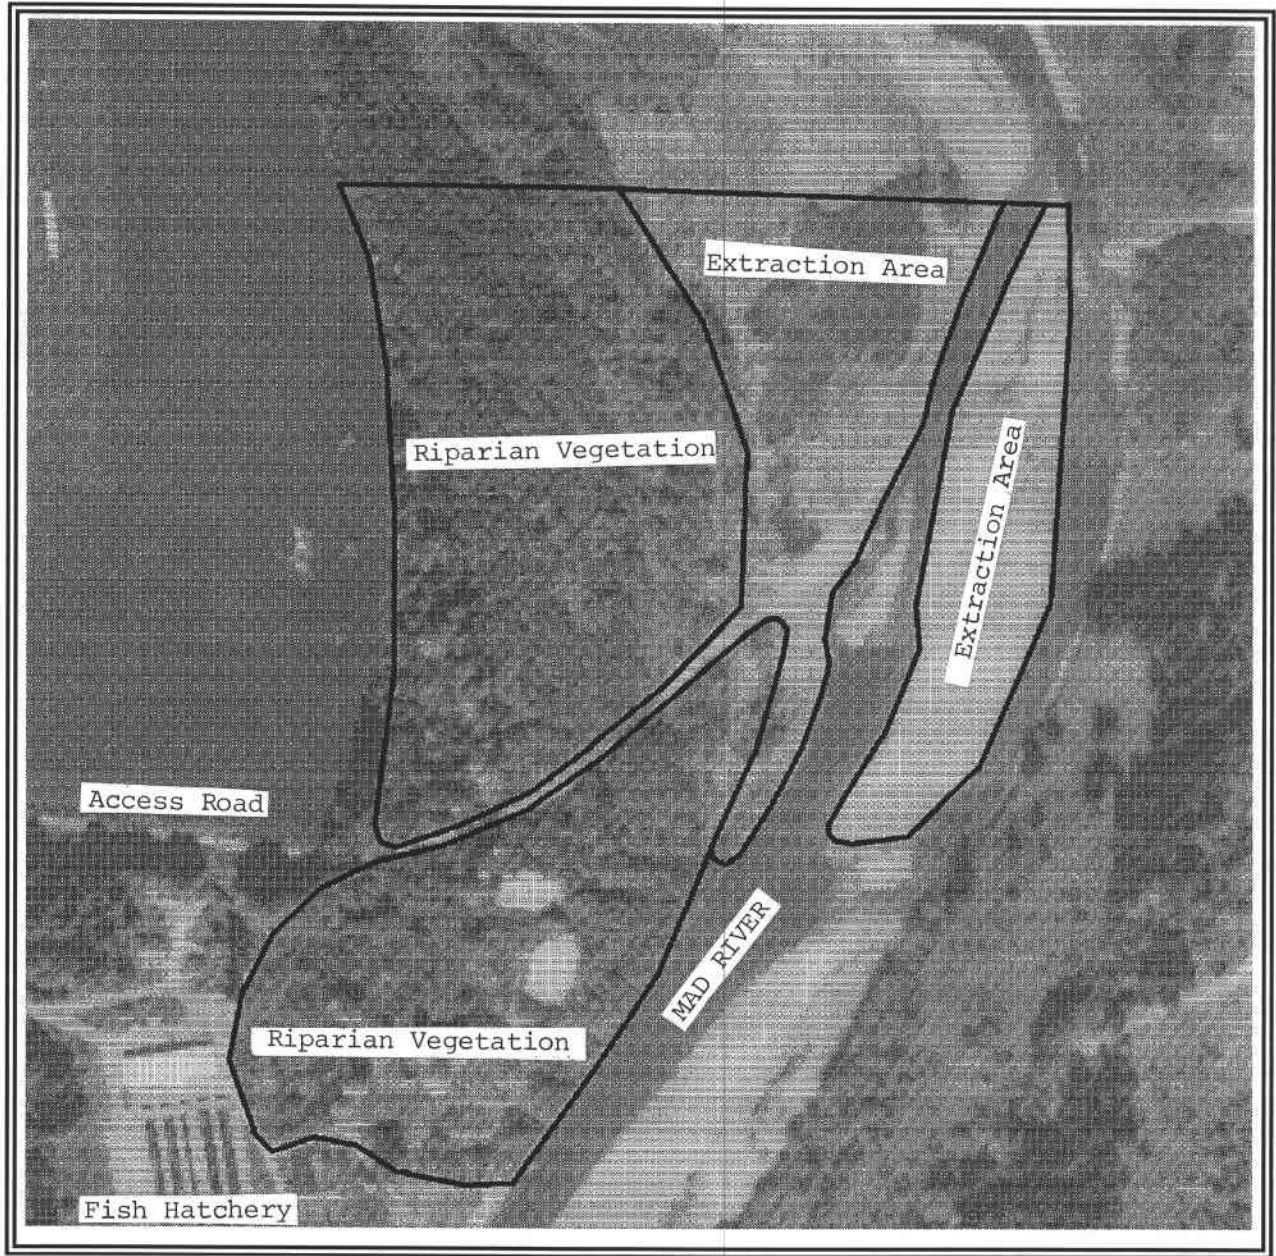 Extraction Area
Riparian Vegetation
Extraction Area
Access Road
MAD RIVER
Riparian Vegetation
Fish Hatchery